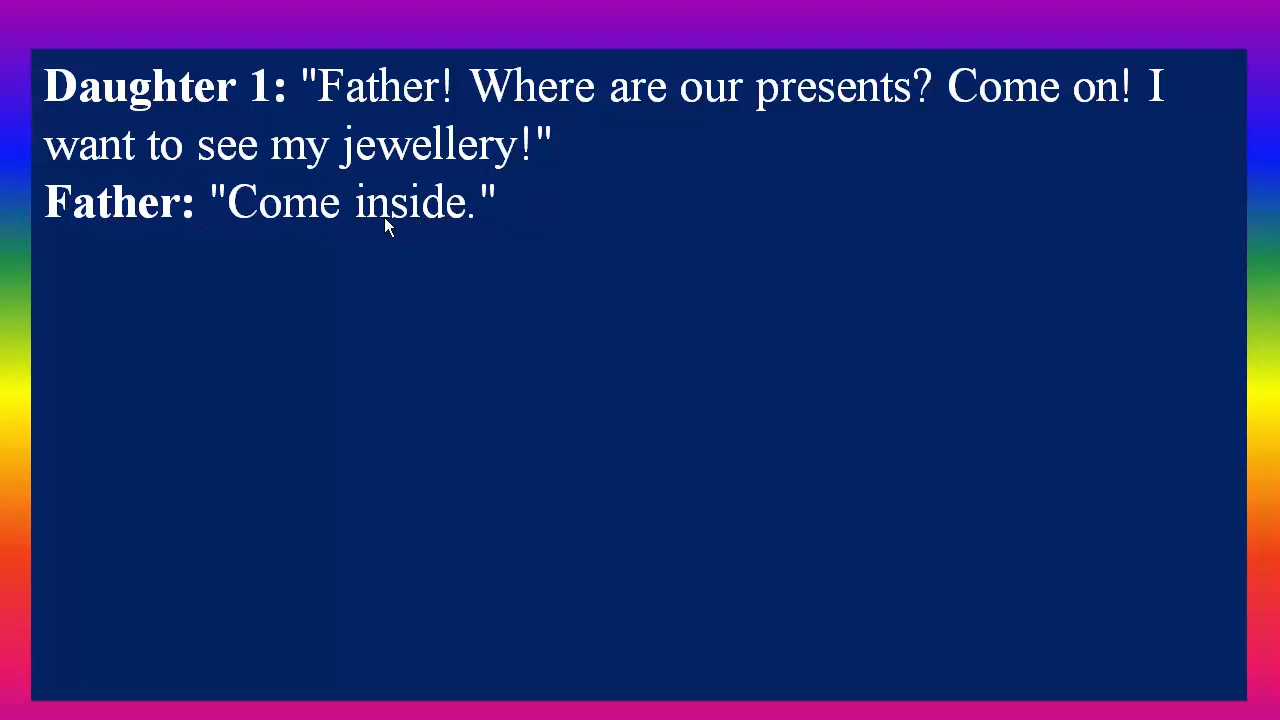 Daughter 1: "Father! Where are our presents? Come on! I
want to see my jewellery!"
Father: "Come inside."